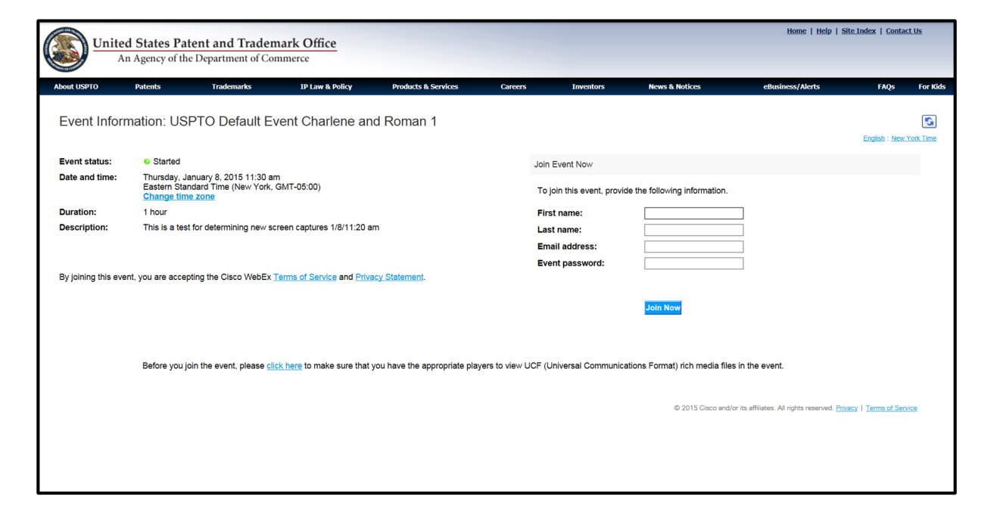 United States Patent and Trademark Office
An Agency of the Department of Commerce
Home | Help | Site Index | Contact Us
About USPTO Patents Trademarks IP Law & Policy Products & Services Careers Inventors News & Notices eBusiness/Alerts FAQs For Kids
Event Information: USPTO Default Event Charlene and Roman 1
English : New York Time
Event status: Started
Date and time: Thursday, January 8, 2015 11:30 am
Eastern Standard Time (New York, GMT-05:00)
Change time zone
Duration: 1 hour
Description: This is a test for determining new screen captures 1/8/11:20 am
By joining this event, you are accepting the Cisco WebEx Terms of Service and Privacy Statement.
Join Event Now
To join this event, provide the following information.
First name:
Last name:
Email address:
Event password:
Join Now
Before you join the event, please click here to make sure that you have the appropriate players to view UCF (Universal Communications Format) rich media files in the event.
© 2015 Cisco and/or its affiliates. All rights reserved. Privacy | Terms of Service